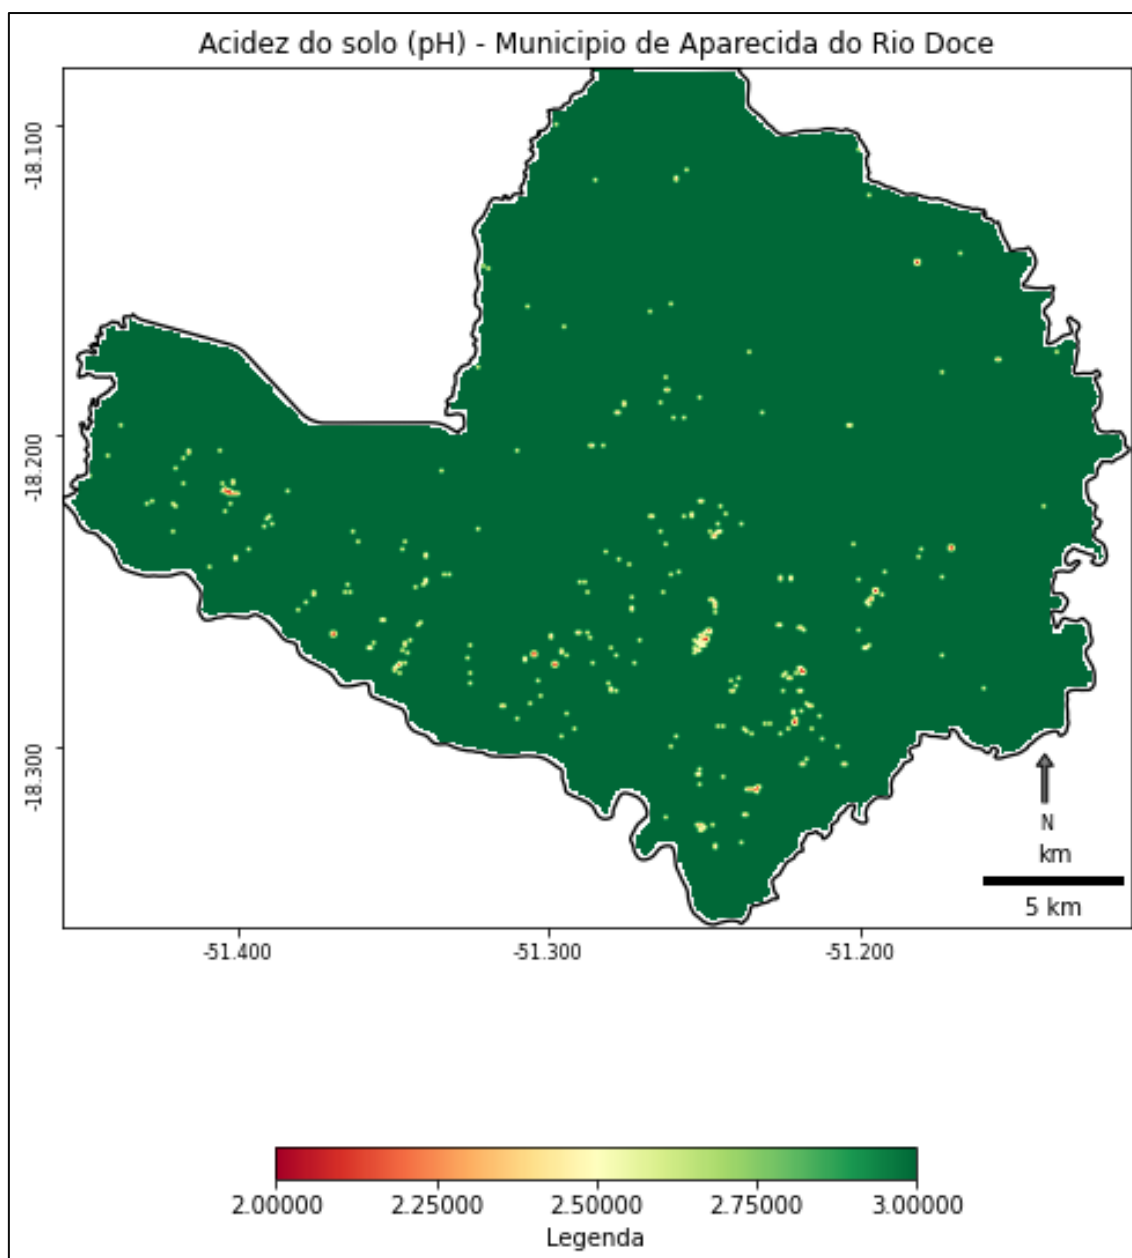 Acidez do solo (pH) - Municipio de Aparecida do Rio Doce
-18.100
-18.200
-18.300
N
km
5 km
-51.400
-51.300
-51.200
2.00000
2.25000
2.50000
2.75000
3.00000
Legenda